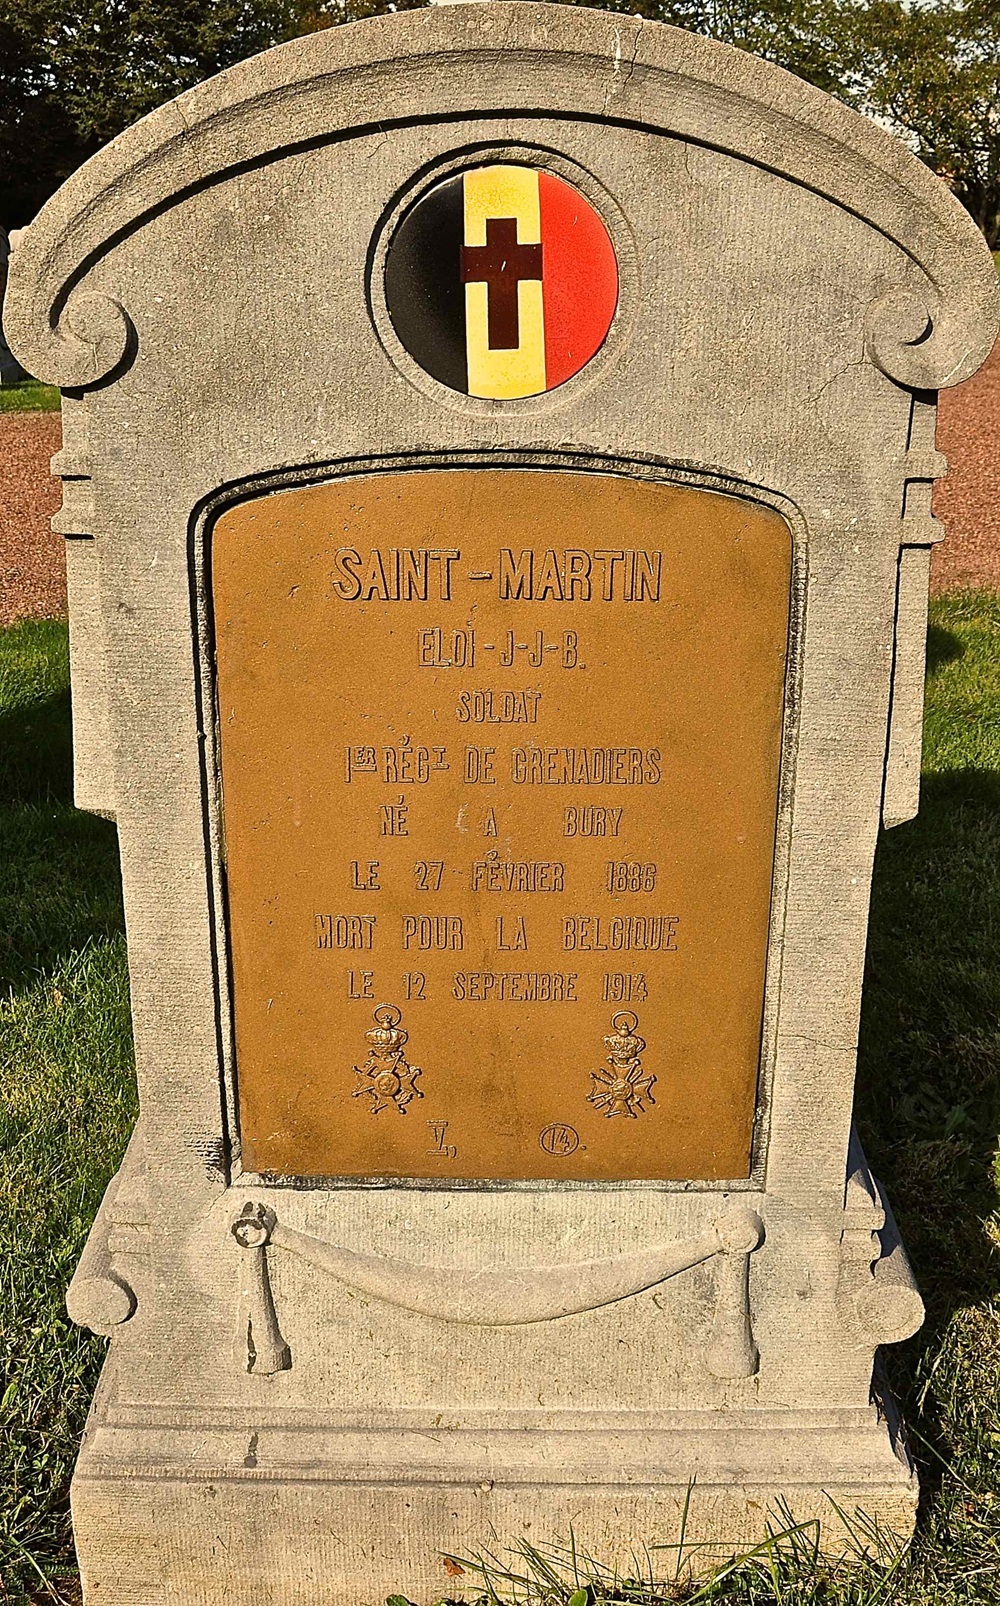 SAINT-MARTIN
ELOI-J-J-B.
SOLDAT
1ER RÉGT DE GRENADIERS
NÉ A BURY
LE 27 FÉVRIER 1886
MORT POUR LA BELGIQUE
LE 12 SEPTEMBRE 1914
V, 14.